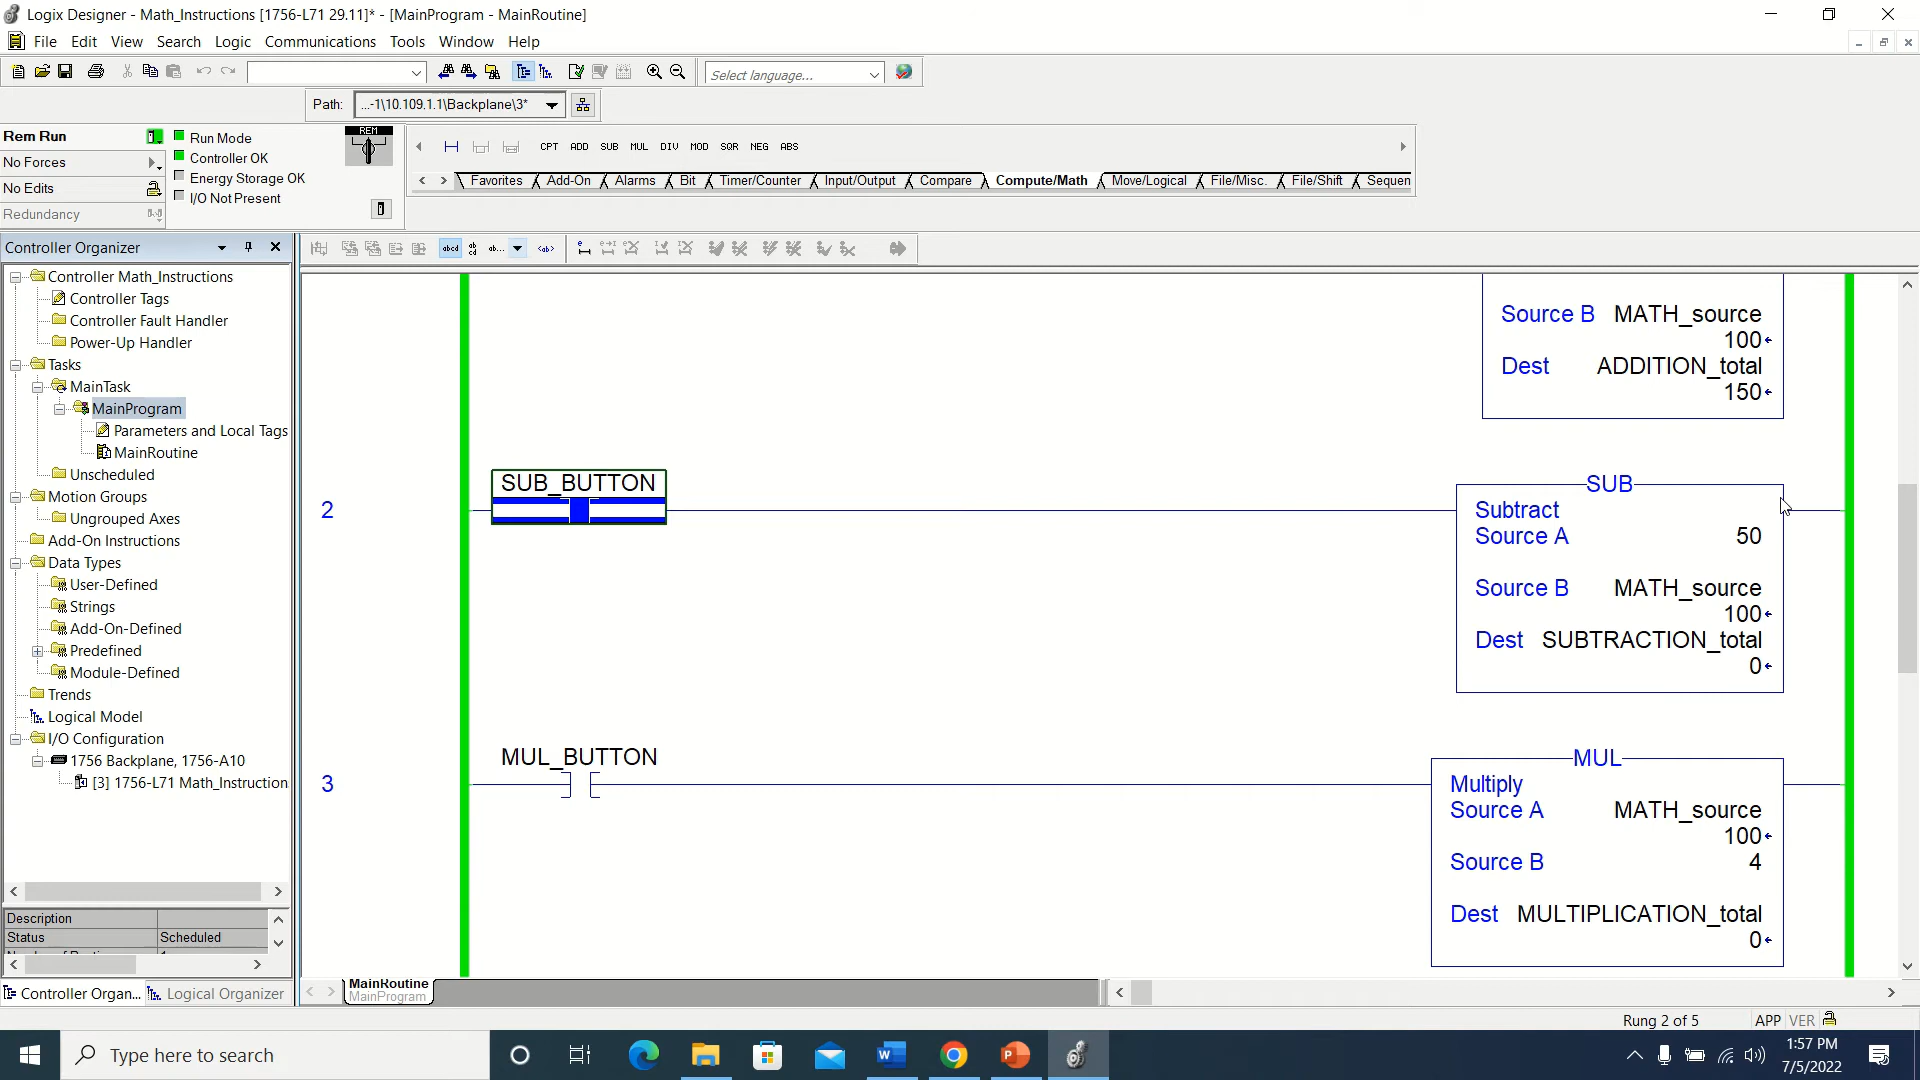 Logix Designer - Math_Instructions [1756-L71 29.11]* - [MainProgram - MainRoutine]
File Edit View Search Logic Communications Tools Window Help
Select language...
Path: ...-1\10.109.1.1\Backplane\3*
Rem Run
No Forces
No Edits
Redundancy
Run Mode
Controller OK
Energy Storage OK
I/O Not Present
REM
CPT ADD SUB MUL DIV MOD SQR NEG ABS
Favorites Add-On Alarms Bit Timer/Counter Input/Output Compare Compute/Math Move/Logical File/Misc. File/Shift Sequen
Controller Organizer
Controller Math_Instructions
Controller Tags
Controller Fault Handler
Power-Up Handler
Tasks
MainTask
MainProgram
Parameters and Local Tags
MainRoutine
Unscheduled
Motion Groups
Ungrouped Axes
Add-On Instructions
Data Types
User-Defined
Strings
Add-On-Defined
Predefined
Module-Defined
Trends
Logical Model
I/O Configuration
1756 Backplane, 1756-A10
[3] 1756-L71 Math_Instruction
Description
Status Scheduled
Controller Organ... Logical Organizer
abcd ab cd ab... <ab>
Source B MATH_source
100
Dest ADDITION_total
150
2
SUB_BUTTON
SUB
Subtract
Source A 50
Source B MATH_source
100
Dest SUBTRACTION_total
0
3
MUL_BUTTON
MUL
Multiply
Source A MATH_source
100
Source B 4
Dest MULTIPLICATION_total
0
MainRoutine
MainProgram
Rung 2 of 5 APP VER
Type here to search
1:57 PM
7/5/2022